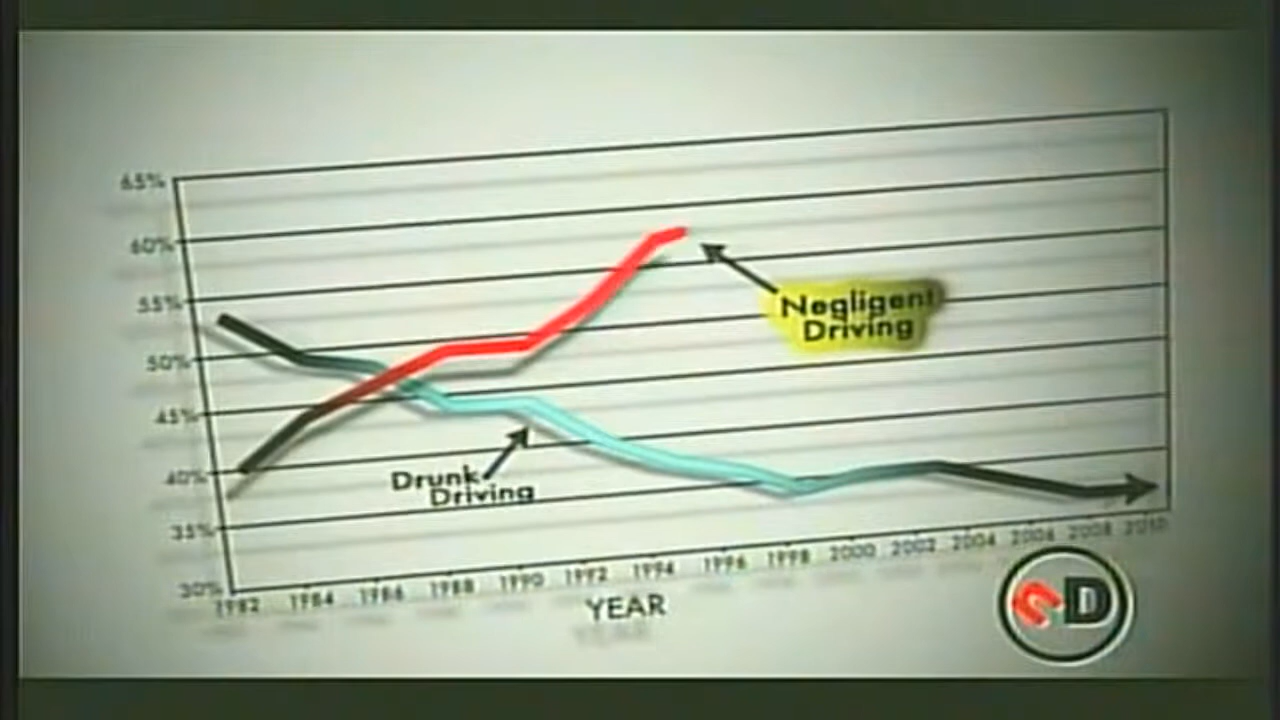 65%
60%
55%
50%
45%
40%
35%
30%
Negligent
Driving
Drunk
Driving
1982 1984 1986 1988 1990 1992 1994 1996 1998 2000 2002 2004 2006 2008 2010
YEAR
D